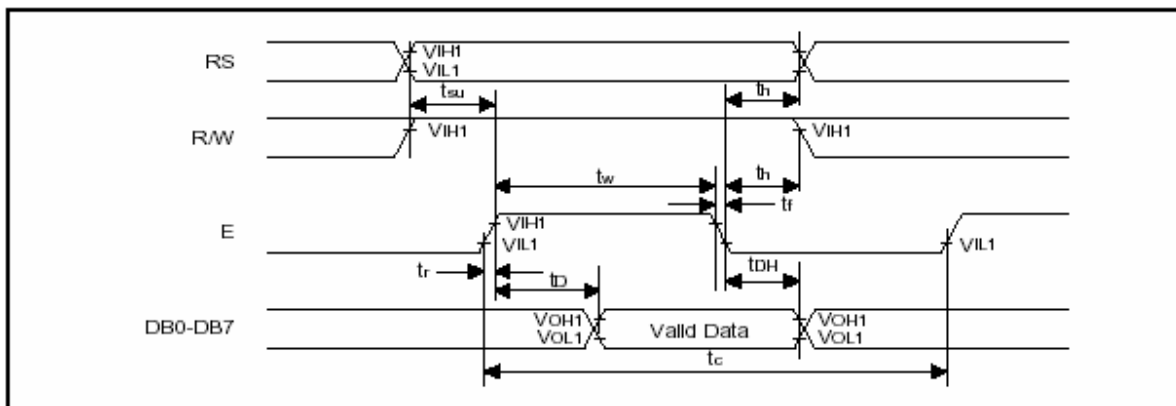 RS
VIH1
VIL1
tsu
th
R/W
VIH1
VIH1
tw
th
tf
E
VIH1
VIL1
VIL1
tr
tD
tDH
DB0-DB7
VOH1
VOL1
Valid Data
VOH1
VOL1
tc